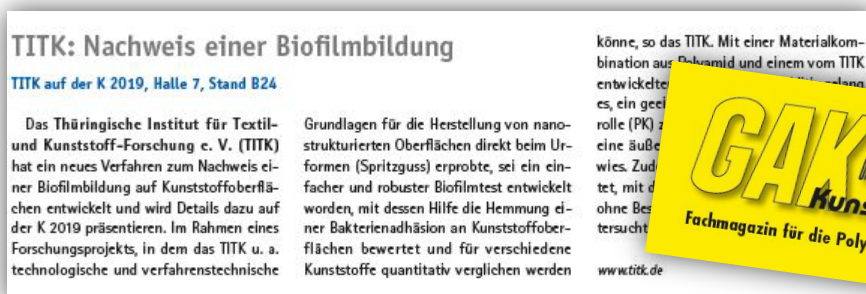 TITK: Nachweis einer Biofilmbildung
TITK auf der K 2019, Halle 7, Stand B24
Das Thüringische Institut für Textil-
und Kunststoff-Forschung e. V. (TITK)
hat ein neues Verfahren zum Nachweis ei-
ner Biofilmbildung auf Kunststoffoberflä-
chen entwickelt und wird Details dazu auf
der K 2019 präsentieren. Im Rahmen eines
Forschungsprojekts, in dem das TITK u. a.
technologische und verfahrenstechnische
Grundlagen für die Herstellung von nano-
strukturierten Oberflächen direkt beim Ur-
formen (Spritzguss) erprobte, sei ein ein-
facher und robuster Biofilmtest entwickelt
worden, mit dessen Hilfe die Hemmung ei-
ner Bakterienadhäsion an Kunststoffober-
flächen bewertet und für verschiedene
Kunststoffe quantitativ verglichen werden
könne, so das TITK. Mit einer Materialkom-
bination aus Polyamid und einem vom TITK
entwickelten
es, ein
rolle (PK)
eine
wies.
tet, mit
ohne
www.titk.de
GAK
Fachmagazin für die